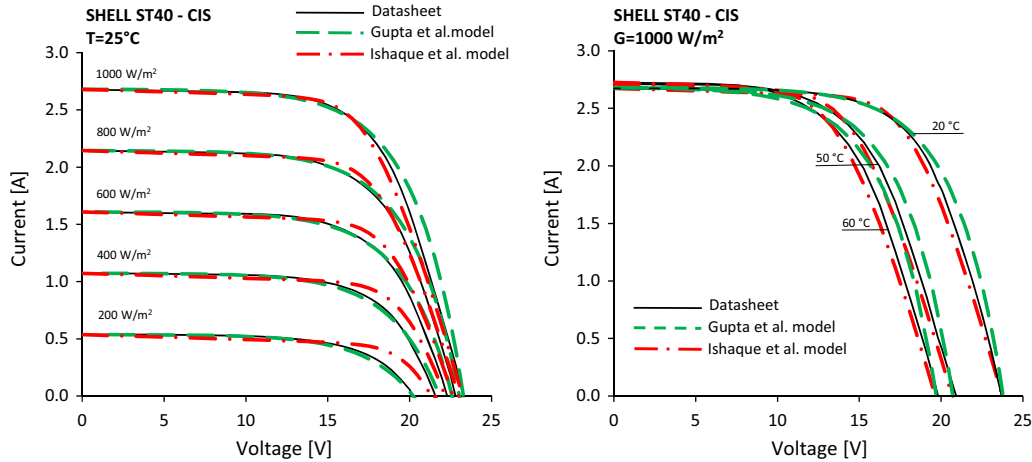 SHELL ST40 - CIS
T=25°C
Datasheet
Gupta et al.model
Ishaque et al. model
3.0
2.5
2.0
1.5
1.0
0.5
0.0
Current [A]
1000 W/m²
800 W/m²
600 W/m²
400 W/m²
200 W/m²
0
5
10
15
20
25
Voltage [V]
SHELL ST40 - CIS
G=1000 W/m²
3.0
2.5
2.0
1.5
1.0
0.5
0.0
Current [A]
20 °C
50 °C
60 °C
Datasheet
Gupta et al. model
Ishaque et al. model
0
5
10
15
20
25
Voltage [V]